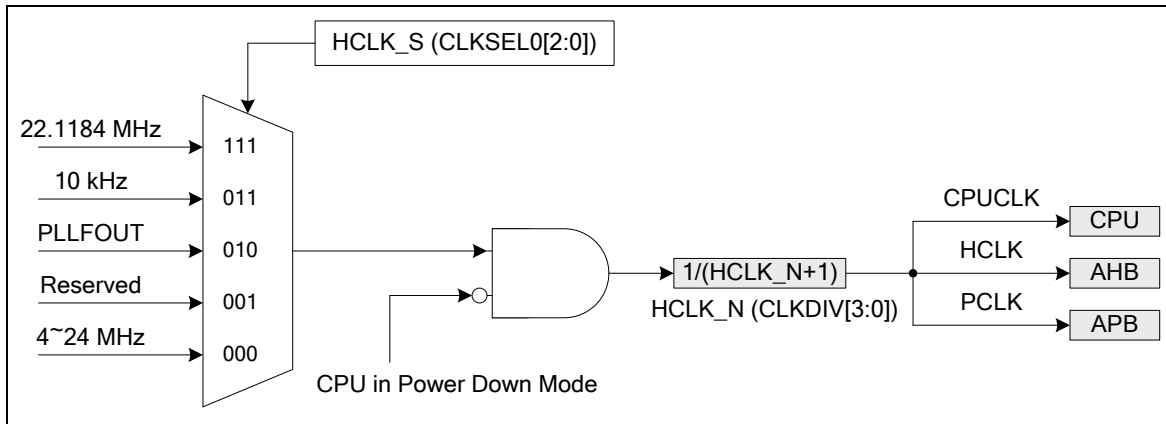 HCLK_S (CLKSEL0[2:0])
22.1184 MHz
111
10 kHz
011
PLLFOUT
010
Reserved
001
4~24 MHz
000
CPU in Power Down Mode
1/(HCLK_N+1)
HCLK_N (CLKDIV[3:0])
CPUCLK
CPU
HCLK
AHB
PCLK
APB